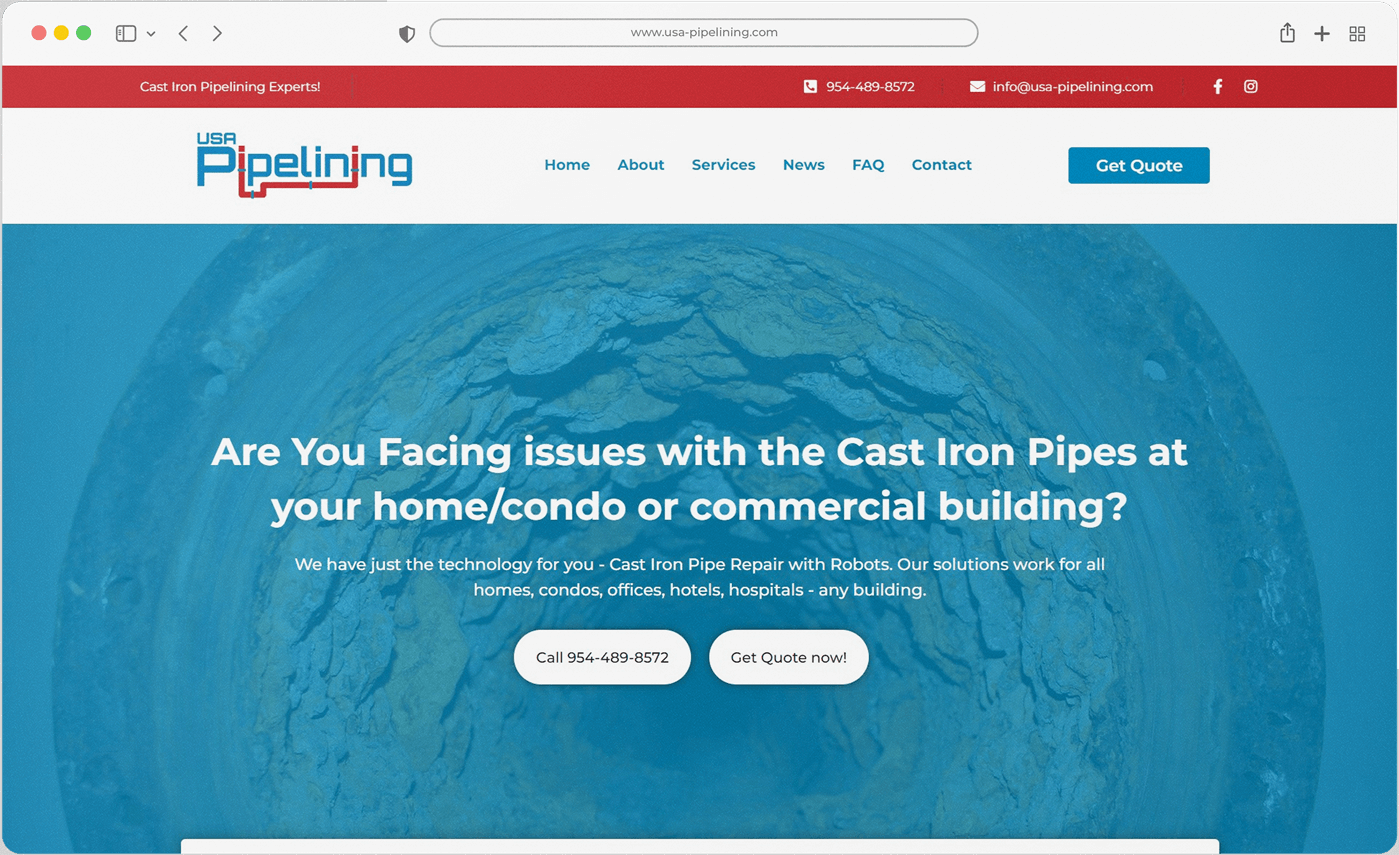 www.usa-pipelining.com
Cast Iron Pipelining Experts!
954-489-8572
info@usa-pipelining.com
USA
Pipelining
Home
About
Services
News
FAQ
Contact
Get Quote
Are You Facing issues with the Cast Iron Pipes at
your home/condo or commercial building?
We have just the technology for you - Cast Iron Pipe Repair with Robots. Our solutions work for all
homes, condos, offices, hotels, hospitals - any building.
Call 954-489-8572
Get Quote now!